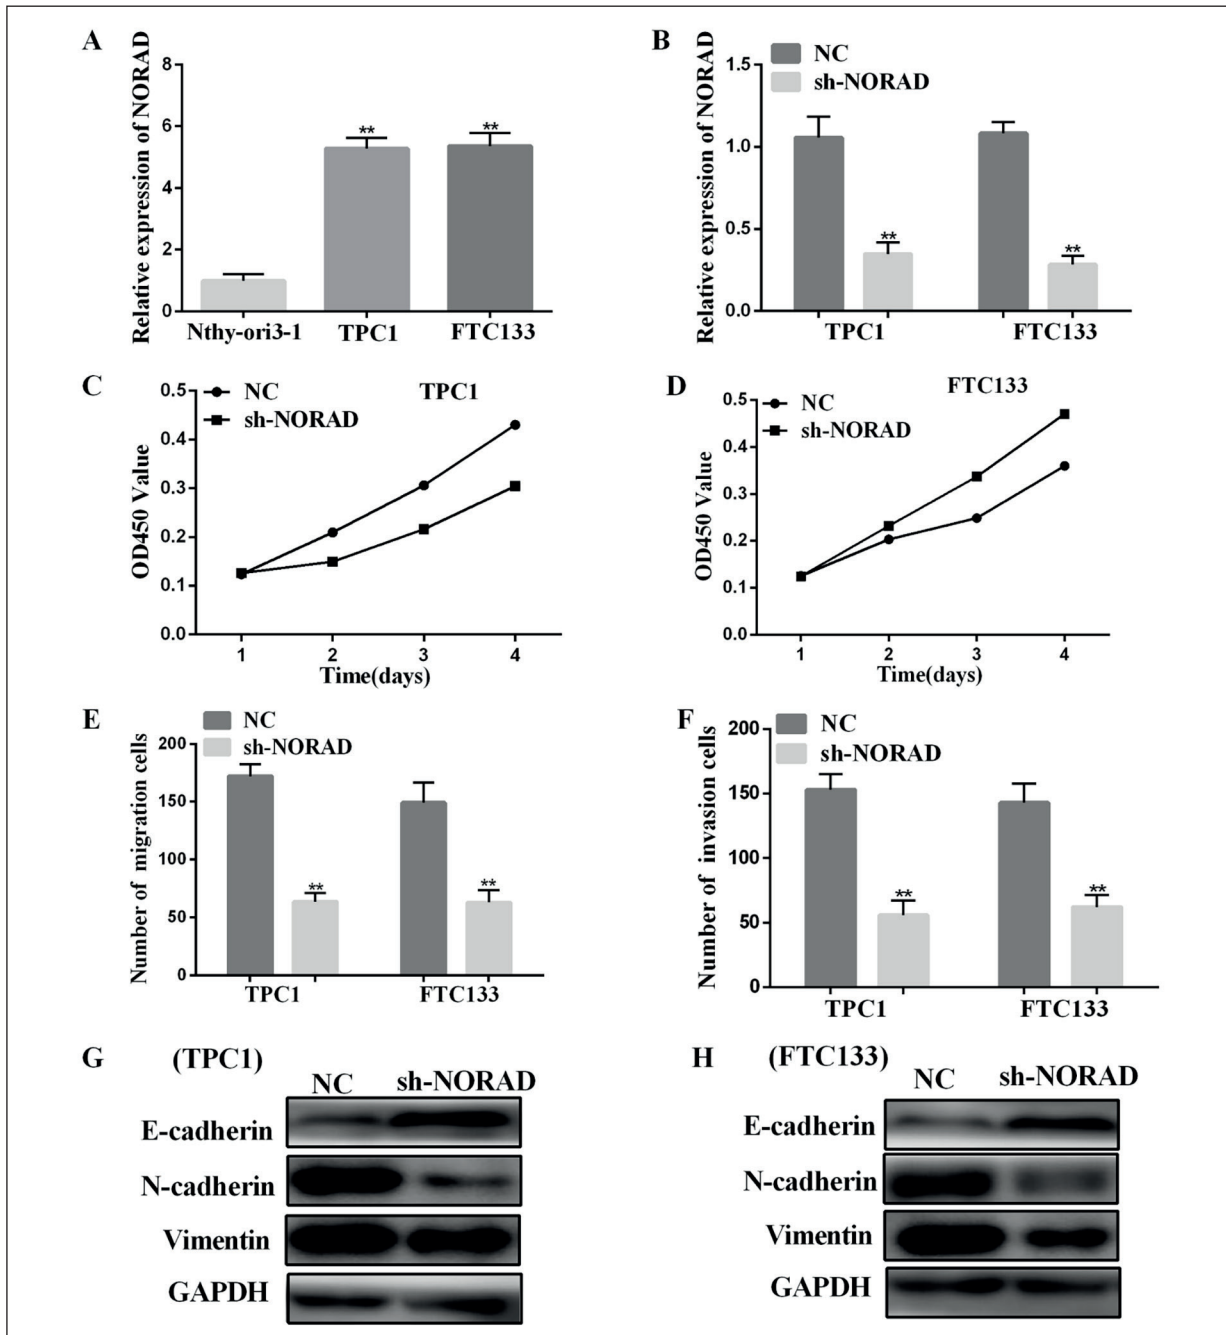 A
Relative expression of NORAD
8
6
4
2
0
**
**
Nthy-ori3-1
TPC1
FTC133
B
NC
sh-NORAD
Relative expression of NORAD
1.5
1.0
0.5
0.0
**
**
TPC1
FTC133
C
NC
sh-NORAD
TPC1
OD450 Value
0.5
0.4
0.3
0.2
0.1
0.0
1 2 3 4
Time(days)
D
NC
sh-NORAD
FTC133
OD450 Value
0.5
0.4
0.3
0.2
0.1
0.0
1 2 3 4
Time(days)
E
NC
sh-NORAD
Number of migration cells
200
150
100
50
0
**
**
TPC1
FTC133
F
NC
sh-NORAD
Number of invasion cells
200
150
100
50
0
**
**
TPC1
FTC133
G
(TPC1)
NC sh-NORAD
E-cadherin
N-cadherin
Vimentin
GAPDH
H
(FTC133)
NC sh-NORAD
E-cadherin
N-cadherin
Vimentin
GAPDH